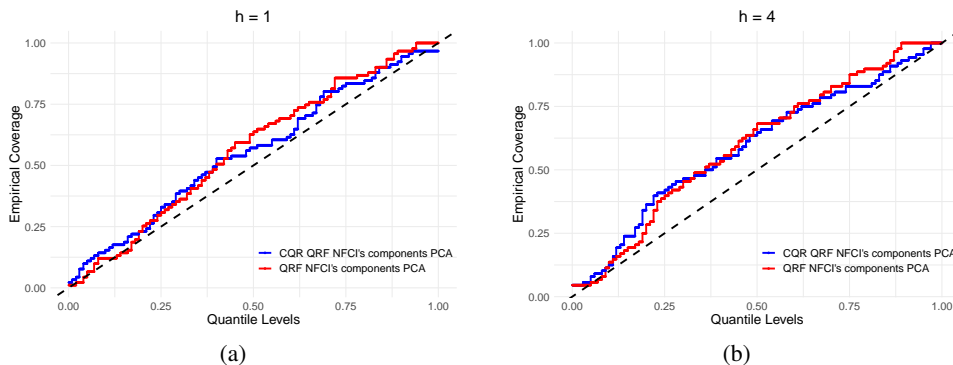 h = 1
1.00
0.75
0.50
0.25
0.00
Empirical Coverage
CQR QRF NFCI's components PCA
QRF NFCI's components PCA
0.00 0.25 0.50 0.75 1.00
Quantile Levels
(a)
h = 4
1.00
0.75
0.50
0.25
0.00
Empirical Coverage
CQR QRF NFCI's components PCA
QRF NFCI's components PCA
0.00 0.25 0.50 0.75 1.00
Quantile Levels
(b)